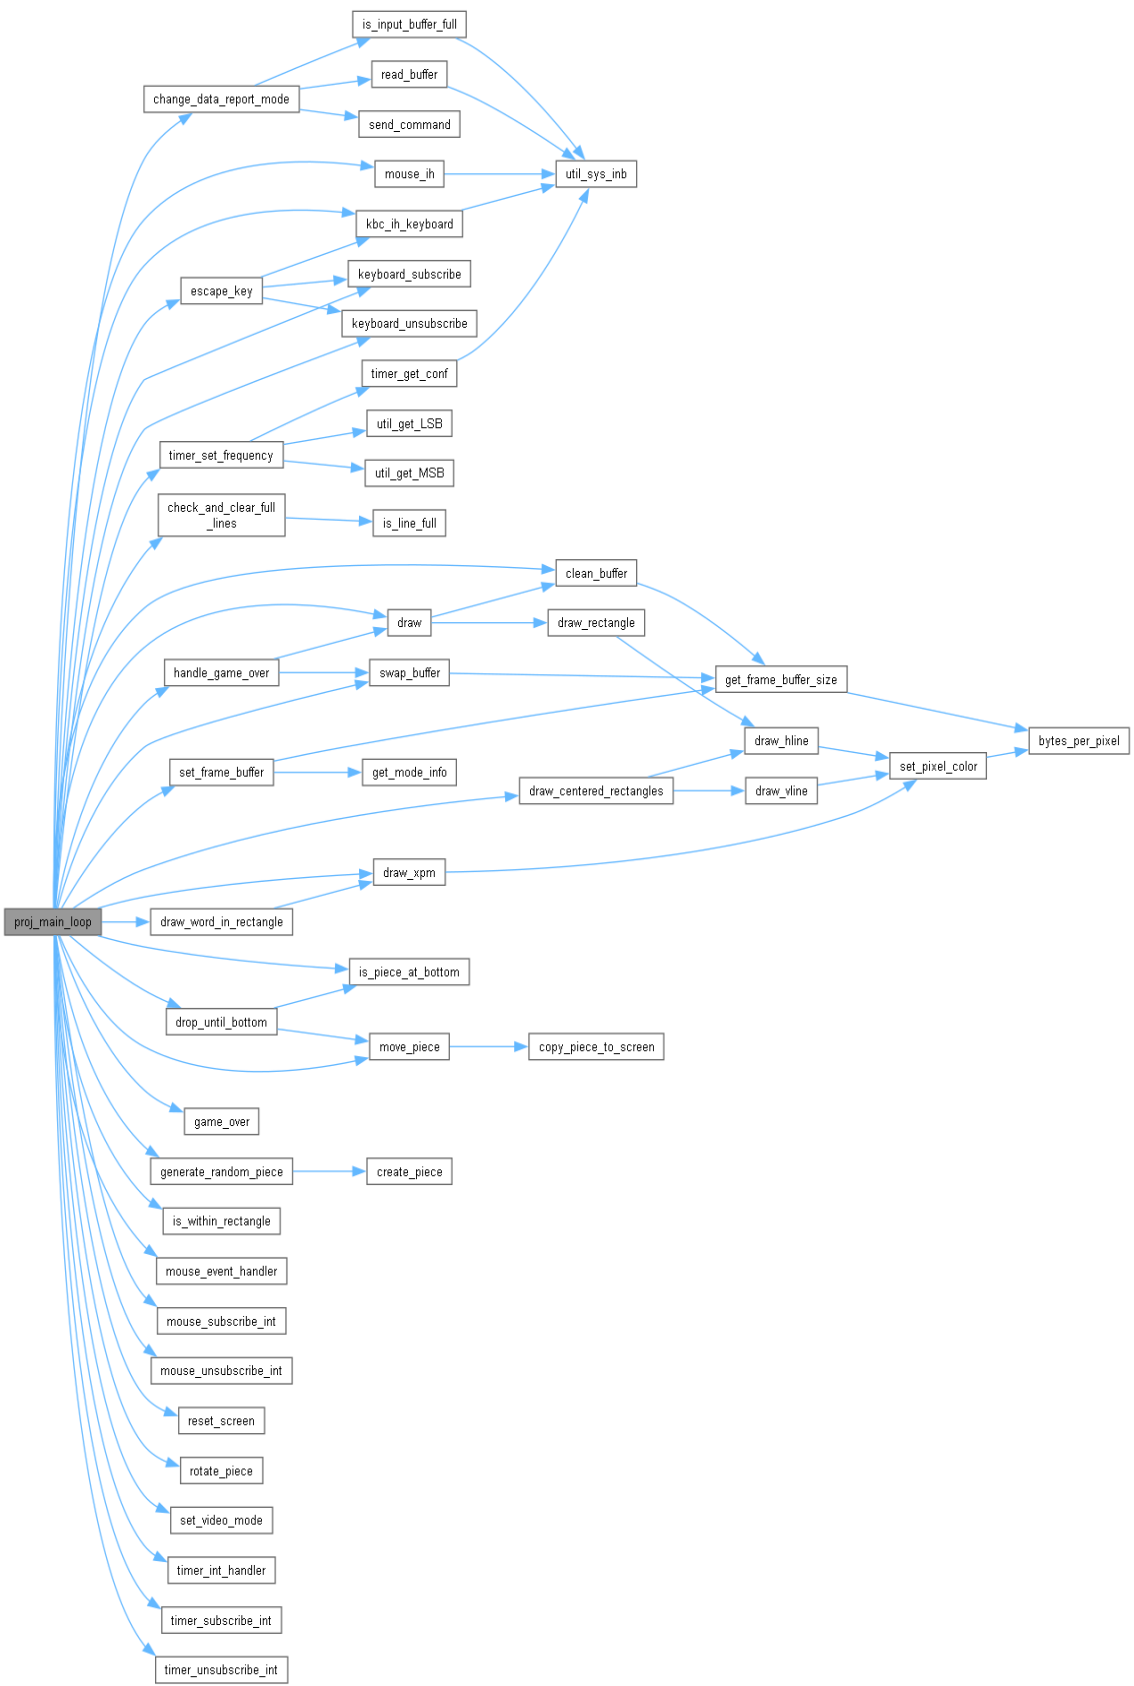 is_input_buffer_full
read_buffer
change_data_report_mode
send_command
mouse_ih
util_sys_inb
kbc_ih_keyboard
keyboard_subscribe
escape_key
keyboard_unsubscribe
timer_get_conf
util_get_LSB
timer_set_frequency
util_get_MSB
check_and_clear_full
_lines
is_line_full
clean_buffer
draw
draw_rectangle
handle_game_over
swap_buffer
get_frame_buffer_size
draw_hline
bytes_per_pixel
set_frame_buffer
get_mode_info
set_pixel_color
draw_centered_rectangles
draw_vline
draw_xpm
proj_main_loop
draw_word_in_rectangle
is_piece_at_bottom
drop_until_bottom
move_piece
copy_piece_to_screen
game_over
generate_random_piece
create_piece
is_within_rectangle
mouse_event_handler
mouse_subscribe_int
mouse_unsubscribe_int
reset_screen
rotate_piece
set_video_mode
timer_int_handler
timer_subscribe_int
timer_unsubscribe_int